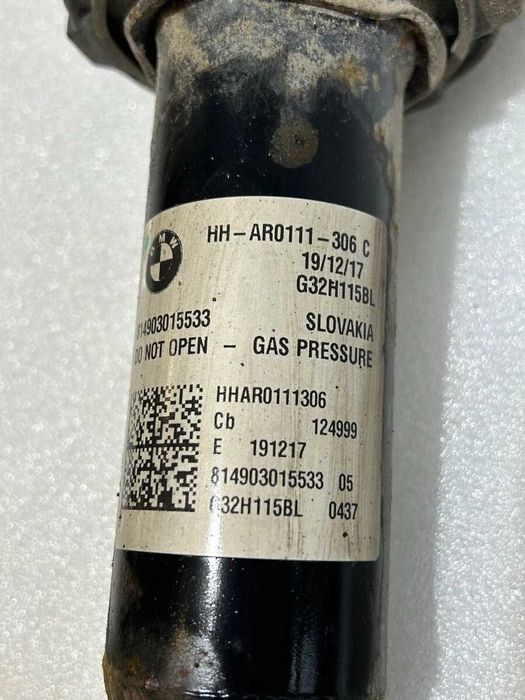 BMW
HH-AR0111-306 C
19/12/17
G32H115BL
814903015533 SLOVAKIA
DO NOT OPEN - GAS PRESSURE
HHAR0111306
Cb 124999
E 191217
814903015533 05
G32H115BL 0437